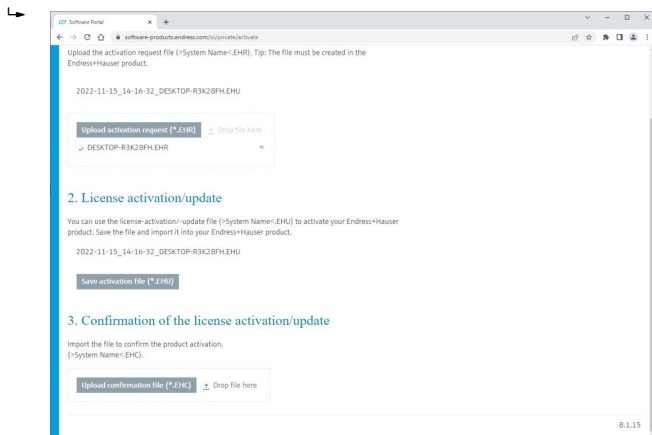 Software Portal
software-products.endress.com/ui/private/activate
Upload the activation request file (>System Name<.EHR). Tip: The file must be created in the
Endress+Hauser product.
2022-11-15_14-16-32_DESKTOP-R3K28FH.EHU
Upload activation request (*.EHR) Drop file here
DESKTOP-R3K28FH.EHR
2. License activation/update
You can use the license-activation/-update file (>System Name<.EHU) to activate your Endress+Hauser
product. Save the file and import it into your Endress+Hauser product.
2022-11-15_14-16-32_DESKTOP-R3K28FH.EHU
Save activation file (*.EHU)
3. Confirmation of the license activation/update
Import the file to confirm the product activation.
(>System Name<.EHC).
Upload confirmation file (*.EHC) Drop file here
8.1.15